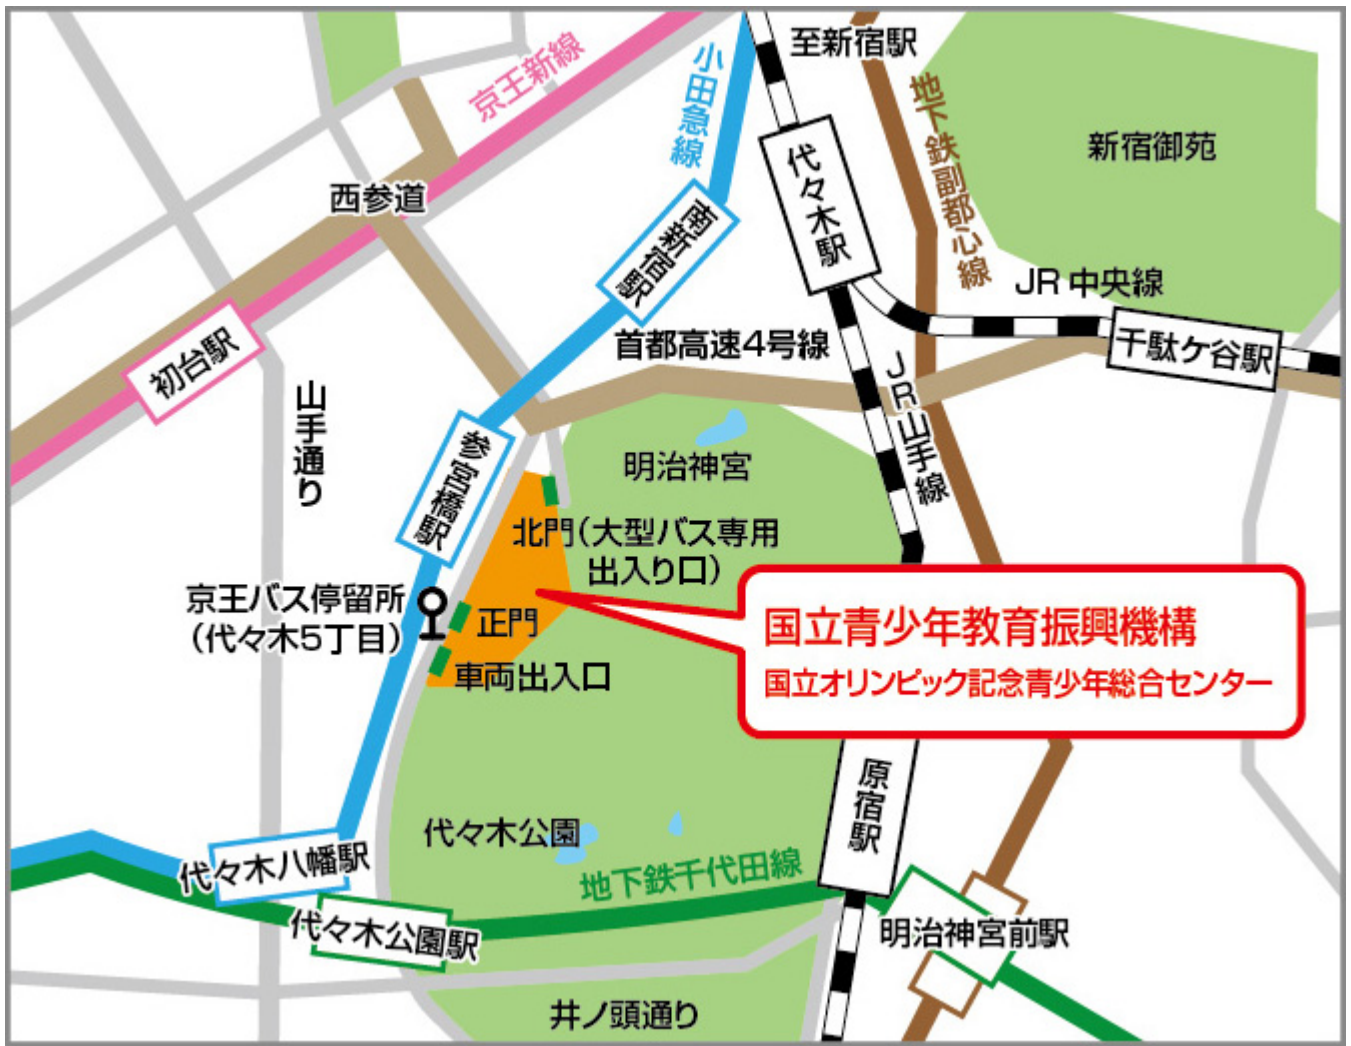 至新宿駅
京王新線
小田急線
地下鉄副都心線
新宿御苑
代々木駅
西参道
南新宿駅
JR中央線
千駄ケ谷駅
首都高速4号線
初台駅
山手通り
JR山手線
参宮橋駅
明治神宮
北門(大型バス専用
出入り口)
京王バス停留所
(代々木5丁目)
正門
車両出入口
国立青少年教育振興機構
国立オリンピック記念青少年総合センター
原宿駅
代々木公園
地下鉄千代田線
代々木八幡駅
代々木公園駅
明治神宮前駅
井ノ頭通り